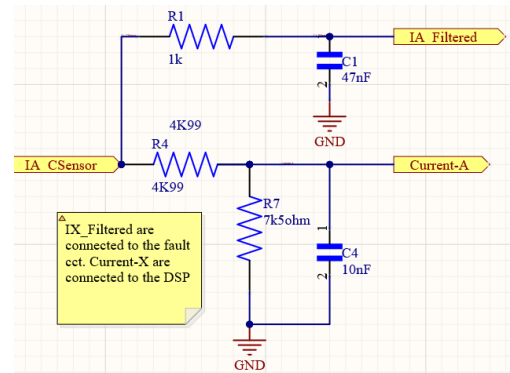 R1
IA_Filtered
1k
C1
2
47nF
GND
4K99
R4
IA_CSensor
Current-A
4K99
R7
7k5ohm
IX_Filtered are
connected to the fault
cct. Current-X are
connected to the DSP
1
C4
2
10nF
GND